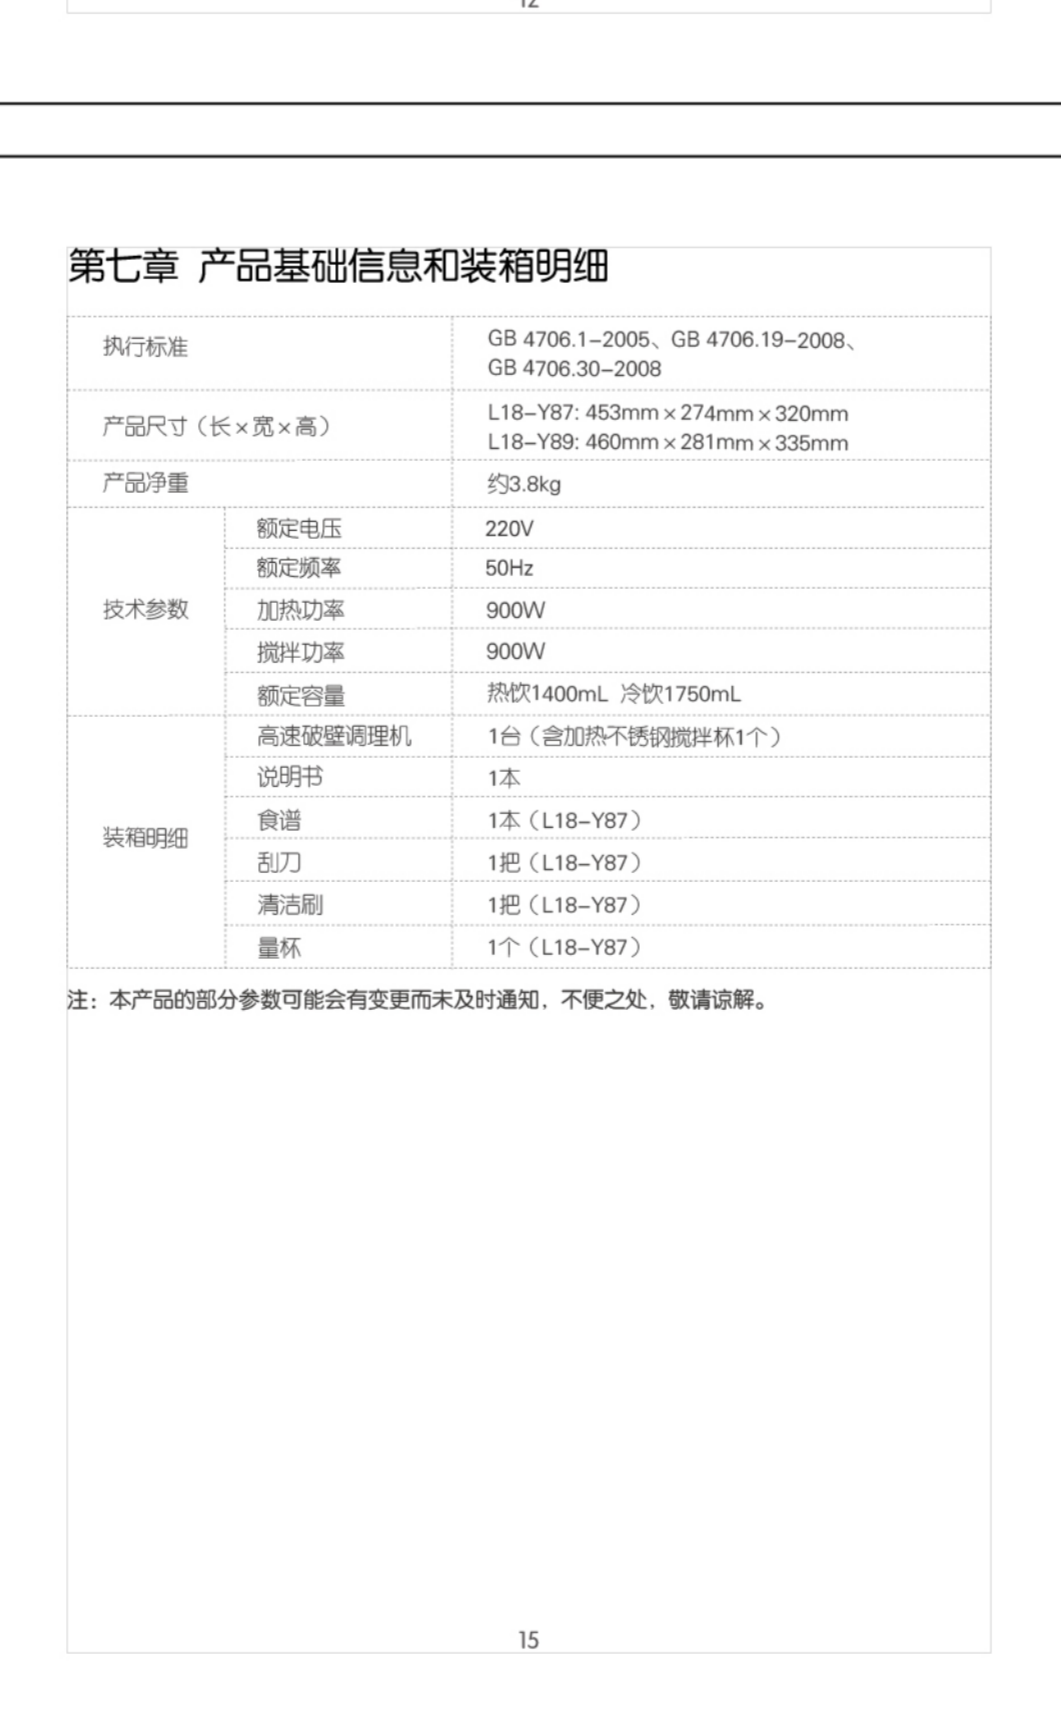 12
第七章 产品基础信息和装箱明细
执行标准
GB 4706.1–2005、GB 4706.19–2008、
GB 4706.30–2008
产品尺寸（长×宽×高）
L18–Y87: 453mm×274mm×320mm
L18–Y89: 460mm×281mm×335mm
产品净重
约3.8kg
技术参数
额定电压
220V
额定频率
50Hz
加热功率
900W
搅拌功率
900W
额定容量
热饮1400mL 冷饮1750mL
装箱明细
高速破壁调理机
1台（含加热不锈钢搅拌杯1个）
说明书
1本
食谱
1本（L18–Y87）
刮刀
1把（L18–Y87）
清洁刷
1把（L18–Y87）
量杯
1个（L18–Y87）
注：本产品的部分参数可能会有变更而未及时通知，不便之处，敬请谅解。
15